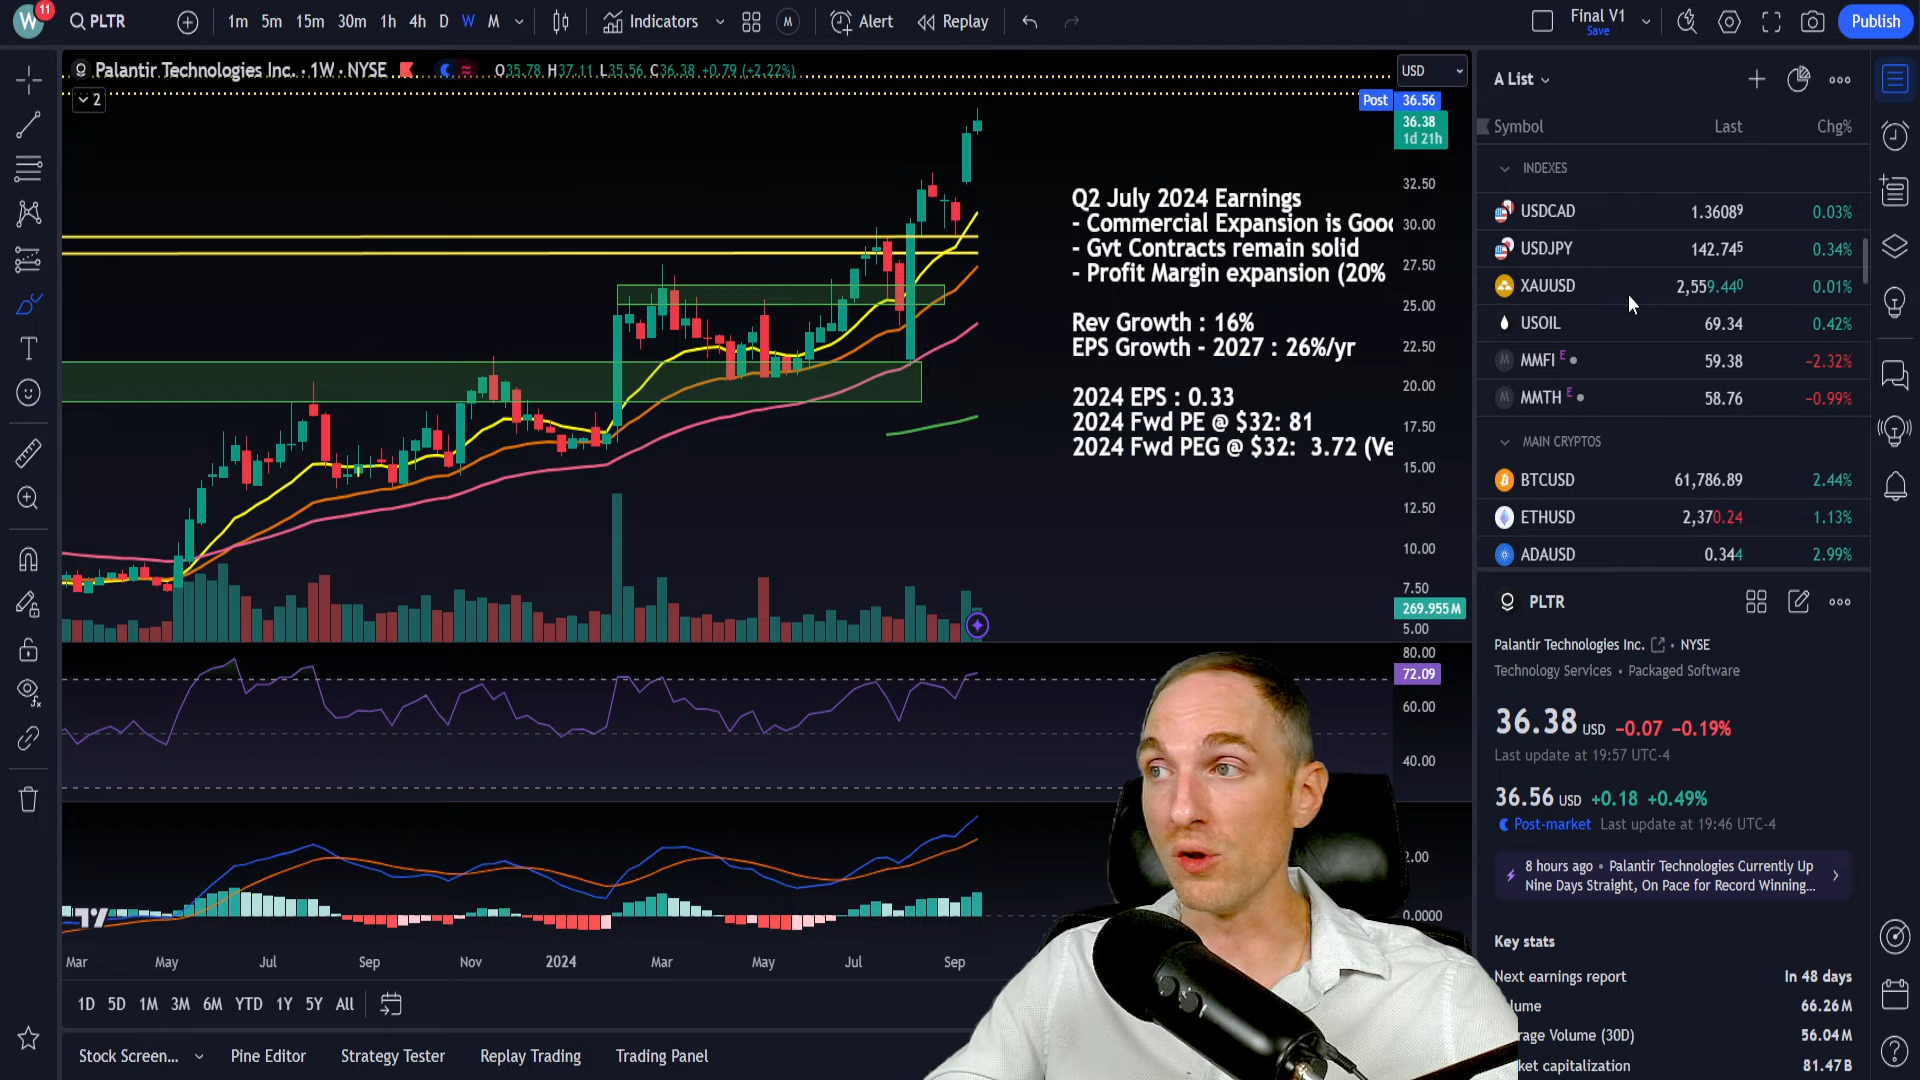 W
11
PLTR
1m 5m 15m 30m 1h 4h D W M
Indicators
M
Alert
Replay
Final V1
Save
Publish
Palantir Technologies Inc. · 1W · NYSE
O35.78 H37.11 L35.56 C36.38 +0.79 (+2.22%)
2
USD
Post 36.56
36.38
1d 21h
32.50
30.00
27.50
25.00
22.50
20.00
17.50
15.00
12.50
10.00
7.50
269.955M
5.00
80.00
72.09
60.00
40.00
2.00
0.0000
Q2 July 2024 Earnings
- Commercial Expansion is Good
- Gvt Contracts remain solid
- Profit Margin expansion (20%
Rev Growth : 16%
EPS Growth - 2027 : 26%/yr
2024 EPS : 0.33
2024 Fwd PE @ $32: 81
2024 Fwd PEG @ $32: 3.72 (Ve
Mar May Jul Sep Nov 2024 Mar May Jul Sep
1D 5D 1M 3M 6M YTD 1Y 5Y All
Stock Screen... Pine Editor Strategy Tester Replay Trading Trading Panel
A List
Symbol Last Chg%
INDEXES
USDCAD 1.36089 0.03%
USDJPY 142.745 0.34%
XAUUSD 2,559.440 0.01%
USOIL 69.34 0.42%
M MMFI E 59.38 −2.32%
M MMTH E 58.76 −0.99%
MAIN CRYPTOS
BTCUSD 61,786.89 2.44%
ETHUSD 2,370.24 1.13%
ADAUSD 0.344 2.99%
PLTR
Palantir Technologies Inc. · NYSE
Technology Services · Packaged Software
36.38 USD −0.07 −0.19%
Last update at 19:57 UTC-4
36.56 USD +0.18 +0.49%
Post-market Last update at 19:46 UTC-4
8 hours ago · Palantir Technologies Currently Up
Nine Days Straight, On Pace for Record Winning...
Key stats
Next earnings report In 48 days
lume 66.26M
rage Volume (30D) 56.04M
ket capitalization 81.47B